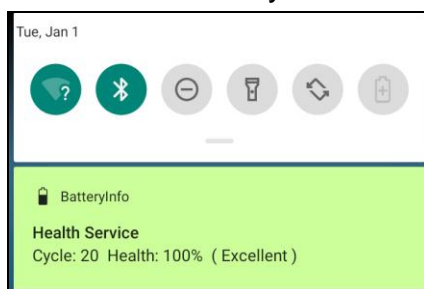 Tue, Jan 1
?
BatteryInfo
Health Service
Cycle: 20 Health: 100% ( Excellent )